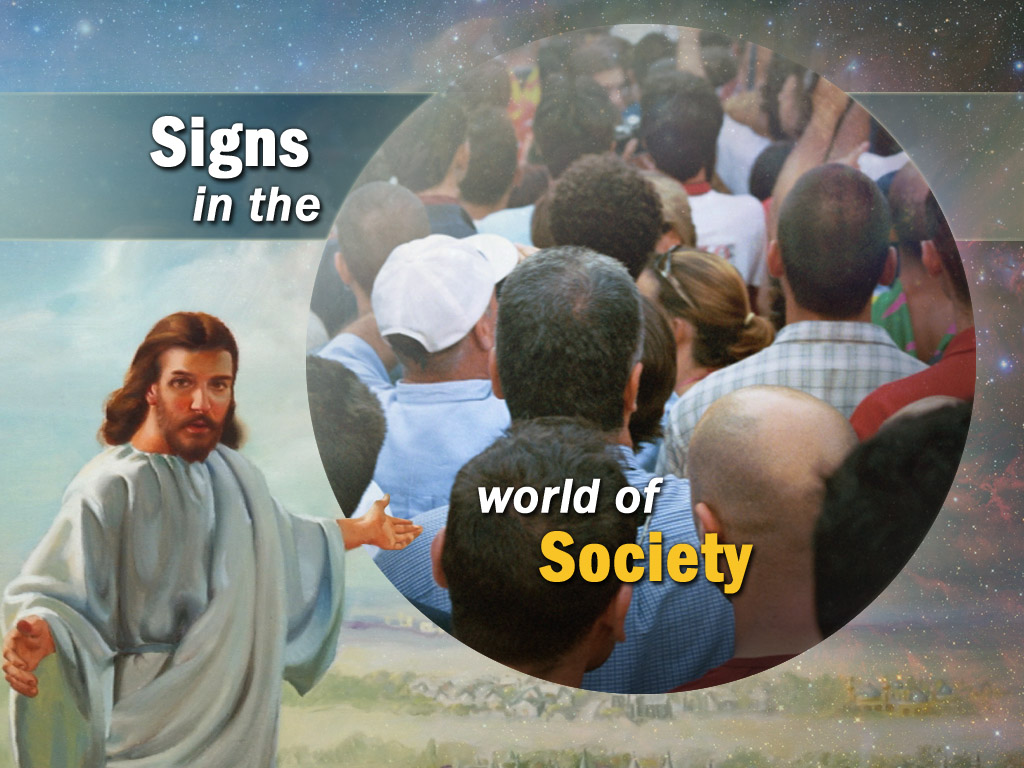 Signs
in the
world of
Society